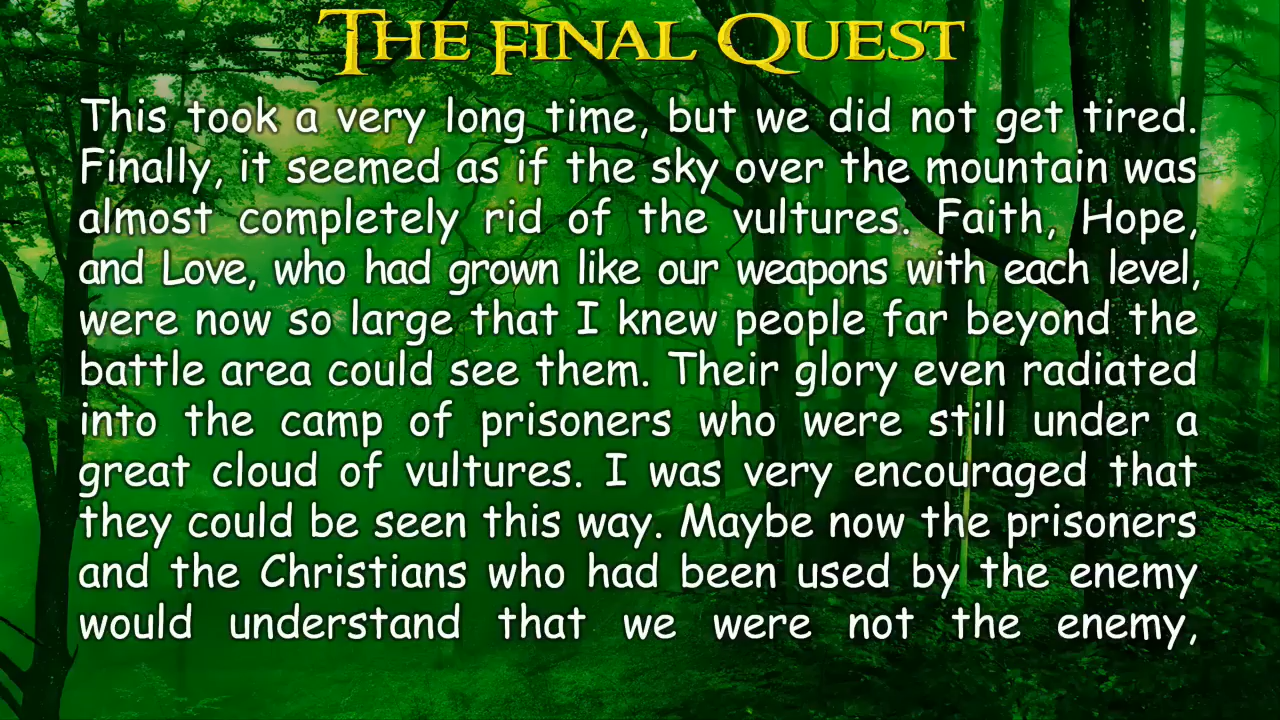 The Final Quest
This took a very long time, but we did not get tired.
Finally, it seemed as if the sky over the mountain was
almost completely rid of the vultures. Faith, Hope,
and Love, who had grown like our weapons with each level,
were now so large that I knew people far beyond the
battle area could see them. Their glory even radiated
into the camp of prisoners who were still under a
great cloud of vultures. I was very encouraged that
they could be seen this way. Maybe now the prisoners
and the Christians who had been used by the enemy
would understand that we were not the enemy,